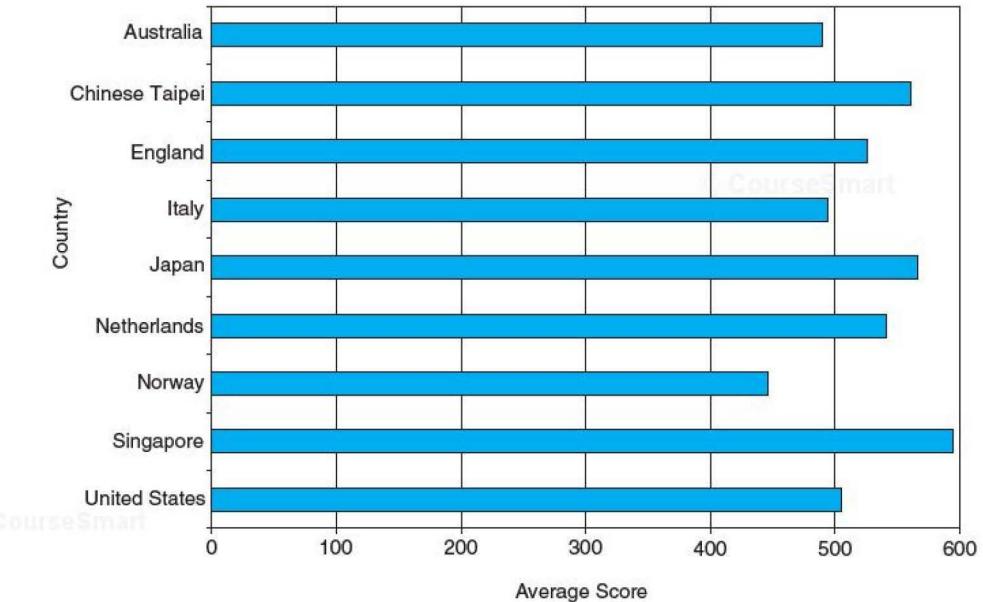 Australia
Chinese Taipei
England
Italy
Japan
Netherlands
Norway
Singapore
United States
Country
0 100 200 300 400 500 600
Average Score
CourseSmart
CourseSmart